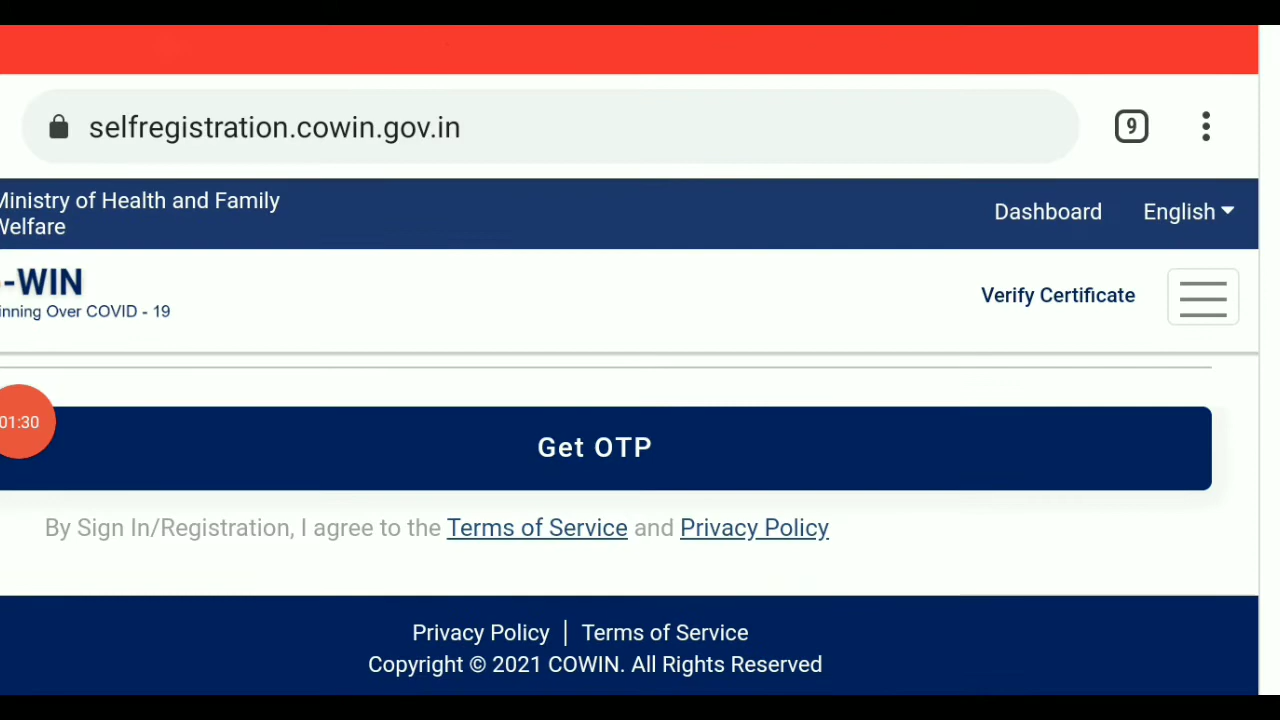 selfregistration.cowin.gov.in
9
Ministry of Health and Family
Welfare
Dashboard English
-WIN
inning Over COVID - 19
Verify Certificate
01:30
Get OTP
By Sign In/Registration, I agree to the Terms of Service and Privacy Policy
Privacy Policy | Terms of Service
Copyright © 2021 COWIN. All Rights Reserved